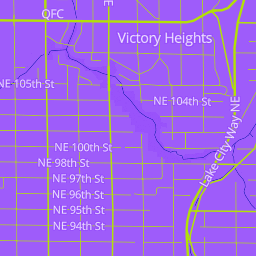 QFC
E
Victory Heights
NE 105th St
NE 104th St
NE 100th St
NE 98th St
NE 97th St
NE 96th St
NE 95th St
NE 94th St
Lake City Way NE